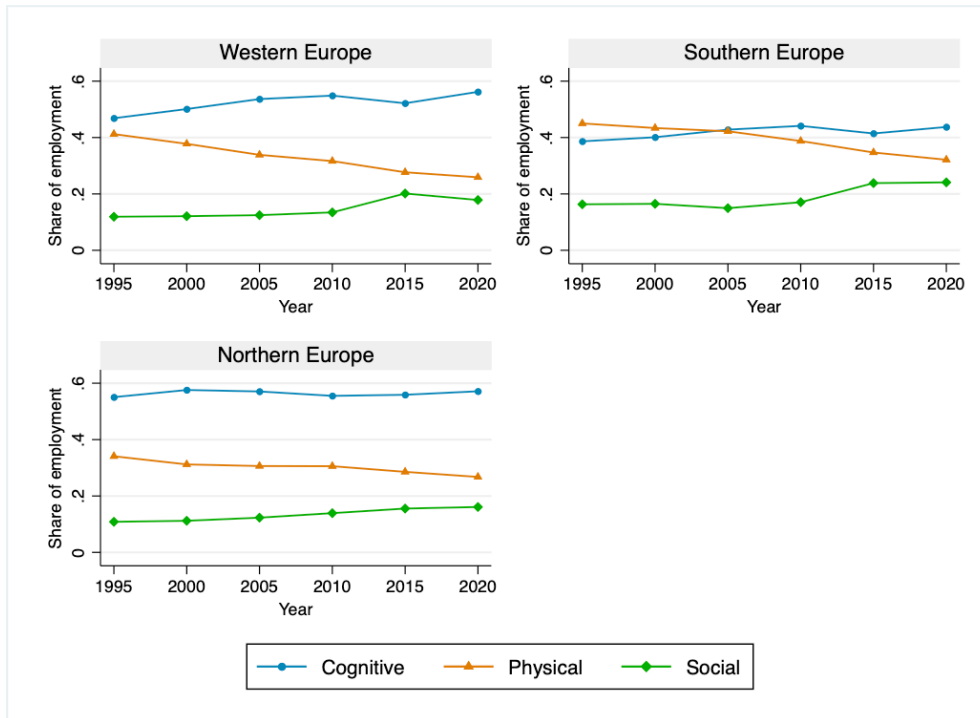 Western Europe
Share of employment
.6
.4
.2
0
1995 2000 2005 2010 2015 2020
Year
Southern Europe
Share of employment
.6
.4
.2
0
1995 2000 2005 2010 2015 2020
Year
Northern Europe
Share of employment
.6
.4
.2
0
1995 2000 2005 2010 2015 2020
Year
Cognitive Physical Social